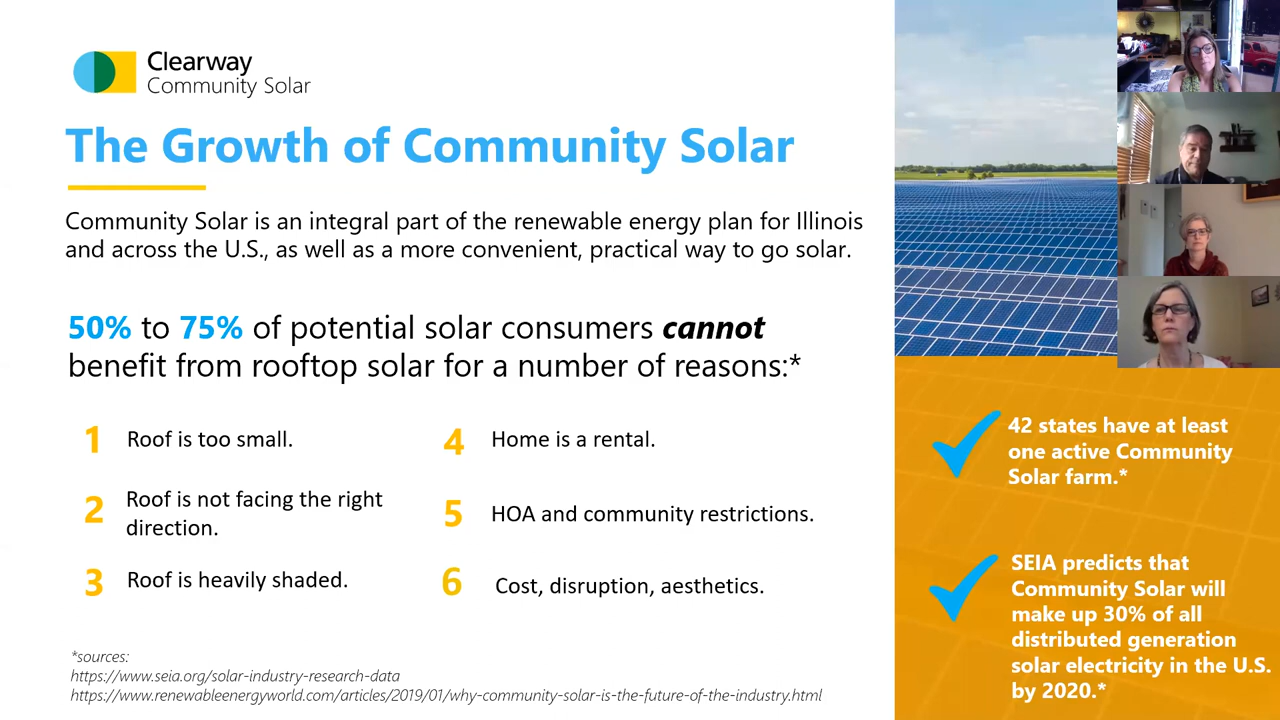 Clearway
Community Solar
The Growth of Community Solar
Community Solar is an integral part of the renewable energy plan for Illinois
and across the U.S., as well as a more convenient, practical way to go solar.
50% to 75% of potential solar consumers cannot
benefit from rooftop solar for a number of reasons:*
1 Roof is too small.
2 Roof is not facing the right
direction.
3 Roof is heavily shaded.
4 Home is a rental.
5 HOA and community restrictions.
6 Cost, disruption, aesthetics.
*sources:
https://www.seia.org/solar-industry-research-data
https://www.renewableenergyworld.com/articles/2019/01/why-community-solar-is-the-future-of-the-industry.html
42 states have at least
one active Community
Solar farm.*
SEIA predicts that
Community Solar will
make up 30% of all
distributed generation
solar electricity in the U.S.
by 2020.*